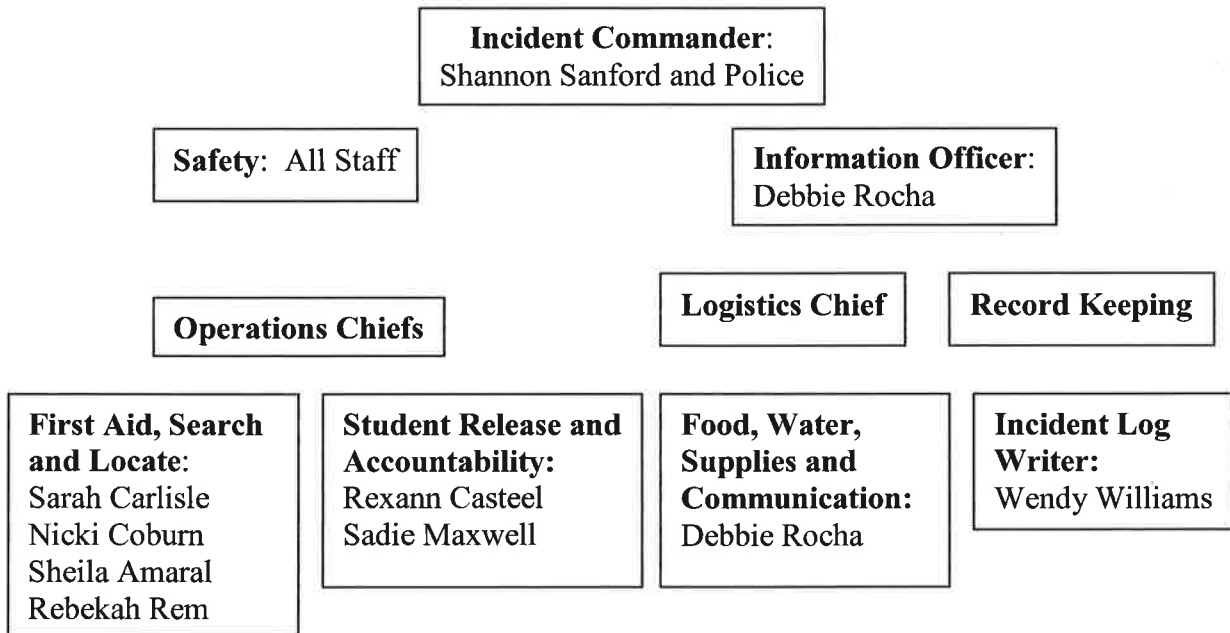 Incident Commander:
Shannon Sanford and Police
Safety: All Staff
Information Officer:
Debbie Rocha
Operations Chiefs
Logistics Chief
Record Keeping
First Aid, Search
and Locate:
Sarah Carlisle
Nicki Coburn
Sheila Amaral
Rebekah Rem
Student Release and
Accountability:
Rexann Casteel
Sadie Maxwell
Food, Water,
Supplies and
Communication:
Debbie Rocha
Incident Log
Writer:
Wendy Williams